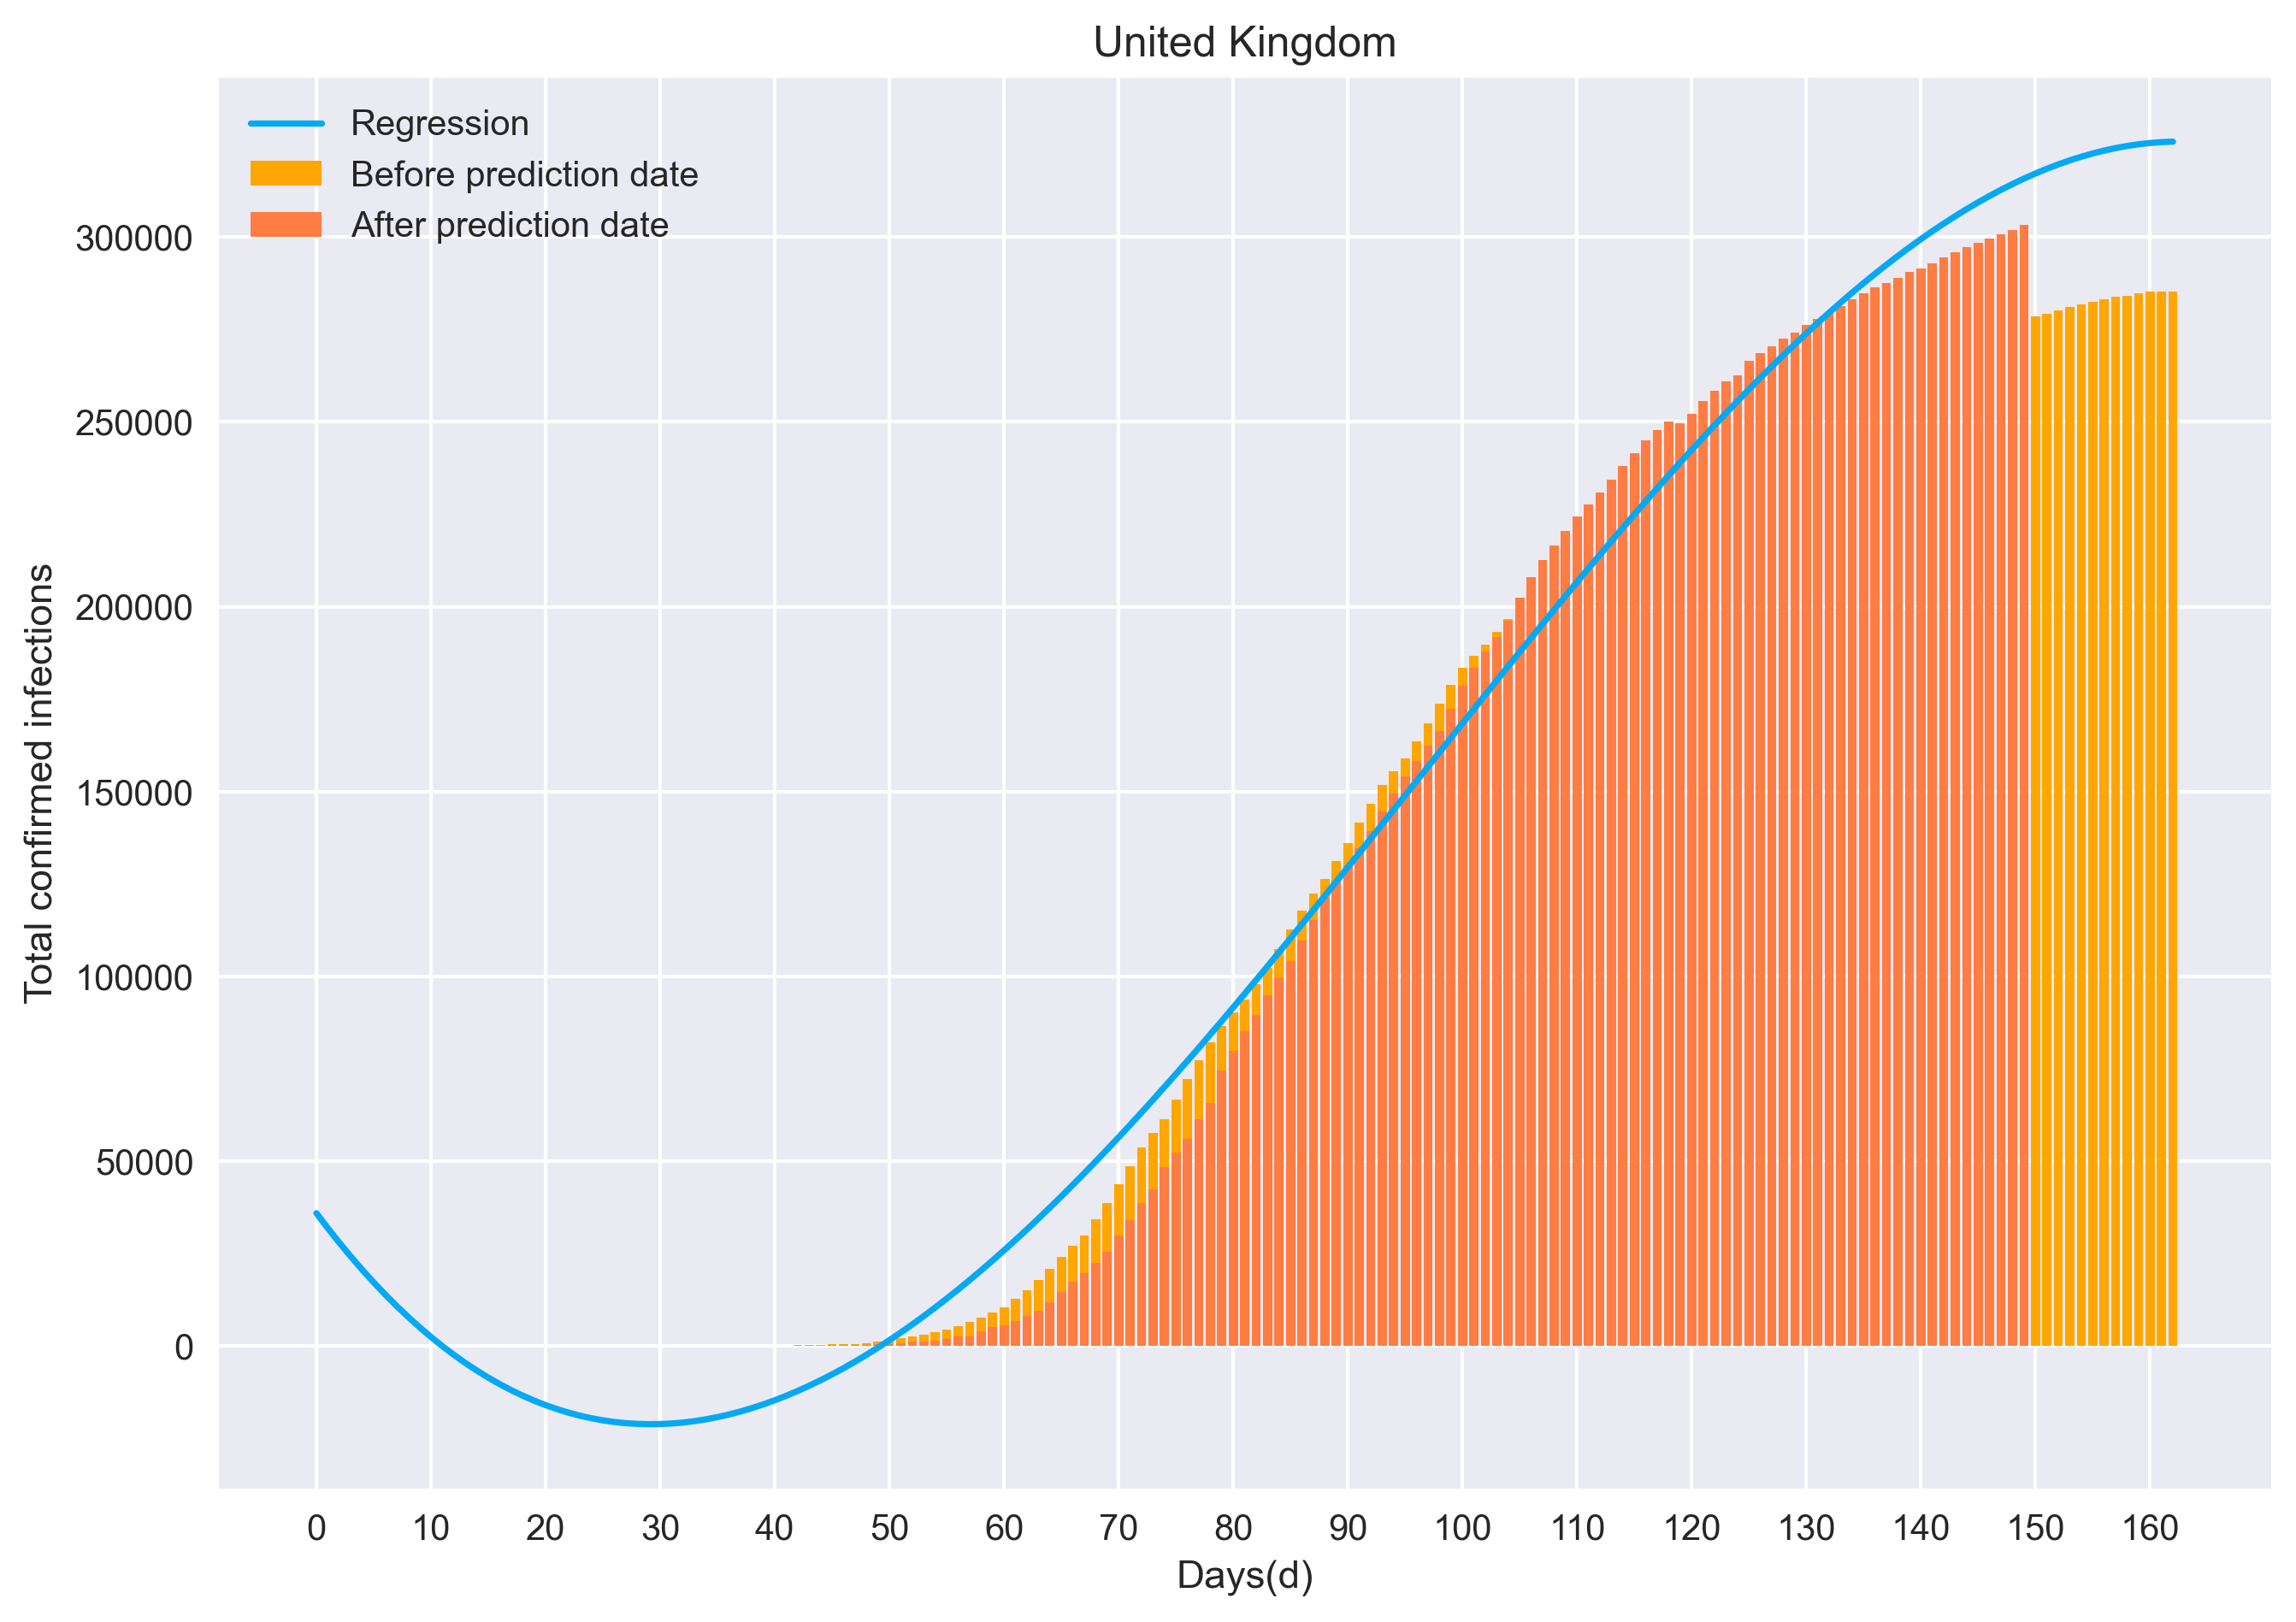 United Kingdom
Regression
Before prediction date
After prediction date
300000
250000
200000
150000
100000
50000
0
Total confirmed infections
0 10 20 30 40 50 60 70 80 90 100 110 120 130 140 150 160
Days(d)